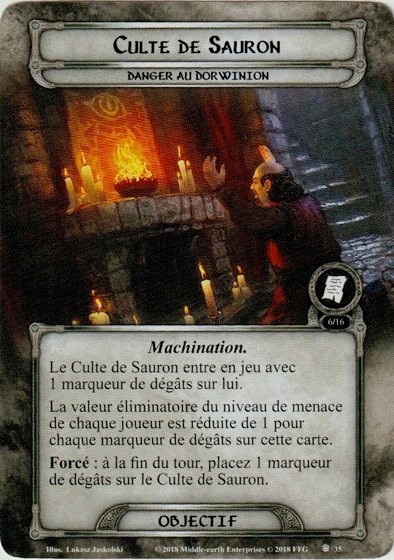 Culte de Sauron
Danger au Dorwinion
6/16
Machination.
Le Culte de Sauron entre en jeu avec
1 marqueur de dégâts sur lui.
La valeur éliminatoire du niveau de menace
de chaque joueur est réduite de 1 pour
chaque marqueur de dégâts sur cette carte.
Forcé : à la fin du tour, placez 1 marqueur
de dégâts sur le Culte de Sauron.
Illus. Lukasz Jaskolski © 2018 Middle-earth Enterprises © 2018 FFG 35
Objectif